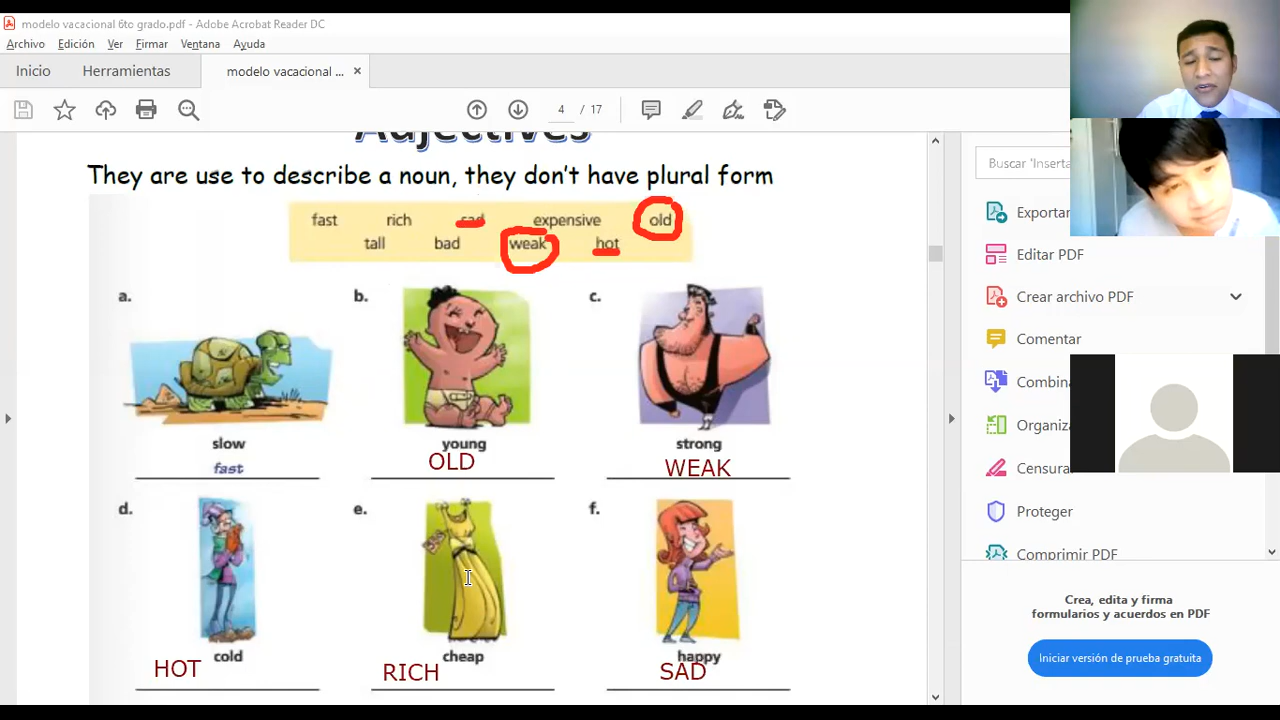 modelo vacacional 6to grado.pdf - Adobe Acrobat Reader DC
Archivo Edición Ver Firmar Ventana Ayuda
Inicio Herramientas modelo vacacional ... ×
4 / 17
Adjectives
They are use to describe a noun, they don't have plural form
fast rich sad expensive old
tall bad weak hot
a. b. c.
slow young strong
fast OLD WEAK
d. e. f.
cold cheap happy
HOT RICH SAD
Buscar 'Inserta
Exportar
Editar PDF
Crear archivo PDF
Comentar
Combina
Organiza
Censura
Proteger
Comprimir PDF
Crea, edita y firma
formularios y acuerdos en PDF
Iniciar versión de prueba gratuita